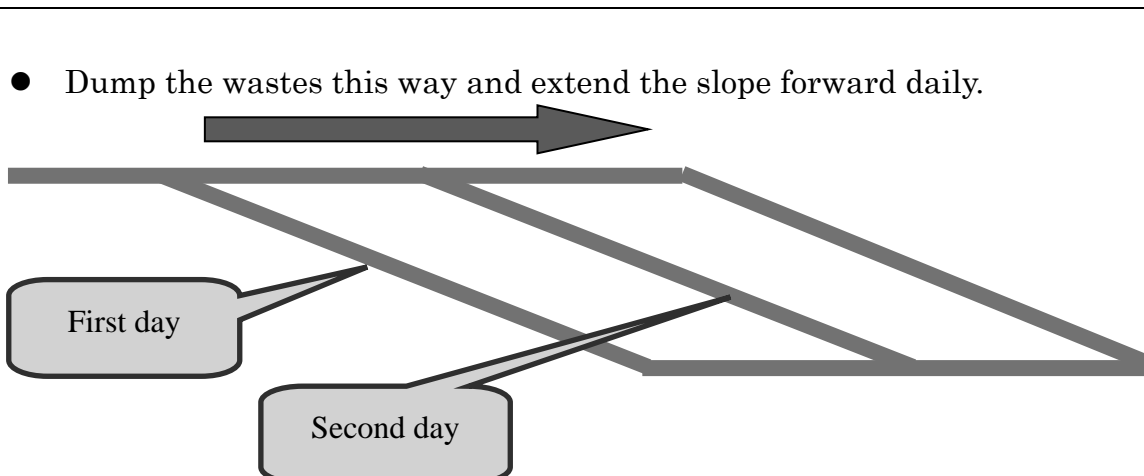 ● Dump the wastes this way and extend the slope forward daily.
First day
Second day